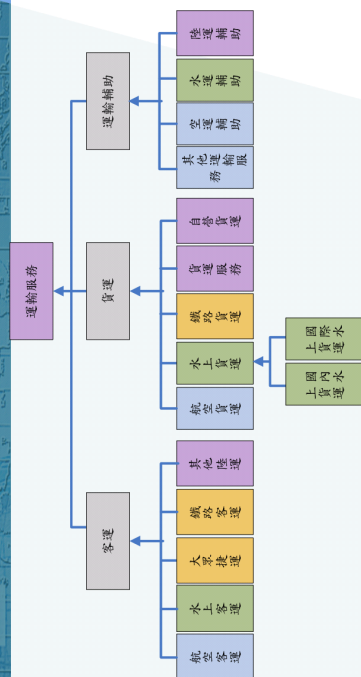 運輸服務
客運
貨運
運輸輔助
航空客運
水上客運
大眾捷運
鐵路客運
其他陸運
航空貨運
水上貨運
鐵路貨運
貨運服務
自營貨運
其他運輸服
務
空運輔助
水運輔助
陸運輔助
國內水
上貨運
國際水
上貨運